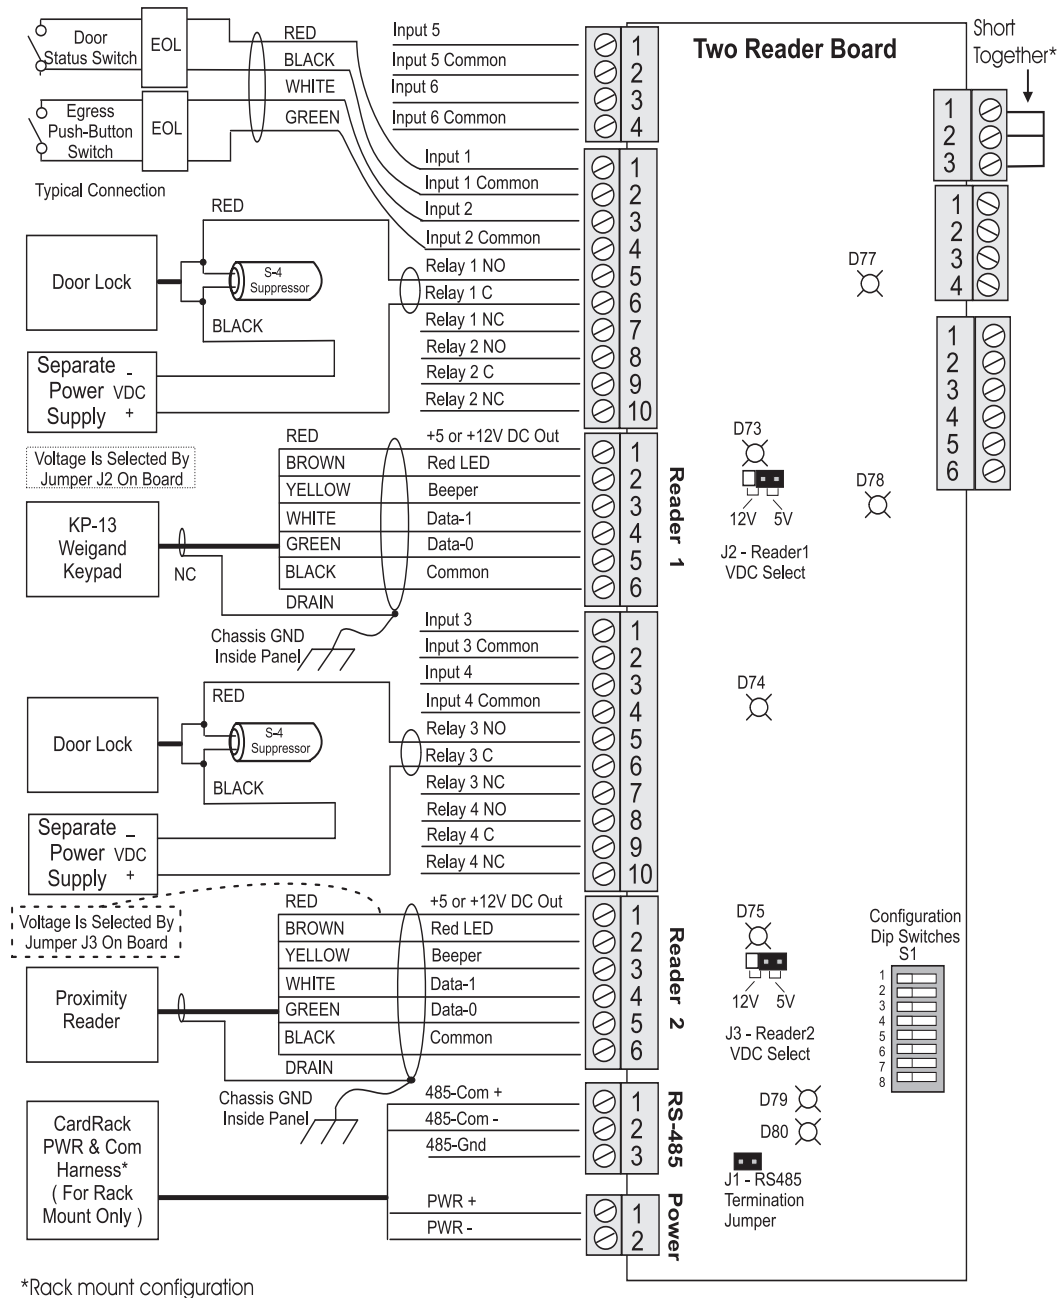 Two Reader Board
Short
Together*
Door
Status Switch
EOL
RED
BLACK
WHITE
GREEN
Egress
Push-Button
Switch
EOL
Typical Connection
Input 5
Input 5 Common
Input 6
Input 6 Common
1
2
3
4
Input 1
Input 1 Common
Input 2
Input 2 Common
Relay 1 NO
Relay 1 C
Relay 1 NC
Relay 2 NO
Relay 2 C
Relay 2 NC
1
2
3
4
5
6
7
8
9
10
RED
Door Lock
S-4
Suppressor
BLACK
Separate -
Power VDC
Supply +
Voltage Is Selected By
Jumper J2 On Board
KP-13
Weigand
Keypad
NC
RED +5 or +12V DC Out
BROWN Red LED
YELLOW Beeper
WHITE Data-1
GREEN Data-0
BLACK Common
DRAIN
Chassis GND
Inside Panel
1
2
3
4
5
6
Reader 1
Input 3
Input 3 Common
Input 4
Input 4 Common
Relay 3 NO
Relay 3 C
Relay 3 NC
Relay 4 NO
Relay 4 C
Relay 4 NC
1
2
3
4
5
6
7
8
9
10
RED
Door Lock
S-4
Suppressor
BLACK
Separate -
Power VDC
Supply +
Voltage Is Selected By
Jumper J3 On Board
Proximity
Reader
RED +5 or +12V DC Out
BROWN Red LED
YELLOW Beeper
WHITE Data-1
GREEN Data-0
BLACK Common
DRAIN
Chassis GND
Inside Panel
1
2
3
4
5
6
Reader 2
CardRack
PWR & Com
Harness*
( For Rack
Mount Only )
485-Com +
485-Com -
485-Gnd
1
2
3
RS-485
PWR +
PWR -
1
2
Power
1
2
3
1
2
3
4
1
2
3
4
5
6
D77
D73
12V 5V
J2 - Reader1
VDC Select
D78
D74
D75
12V 5V
J3 - Reader2
VDC Select
Configuration
Dip Switches
S1
1
2
3
4
5
6
7
8
D79
D80
J1 - RS485
Termination
Jumper
*Rack mount configuration